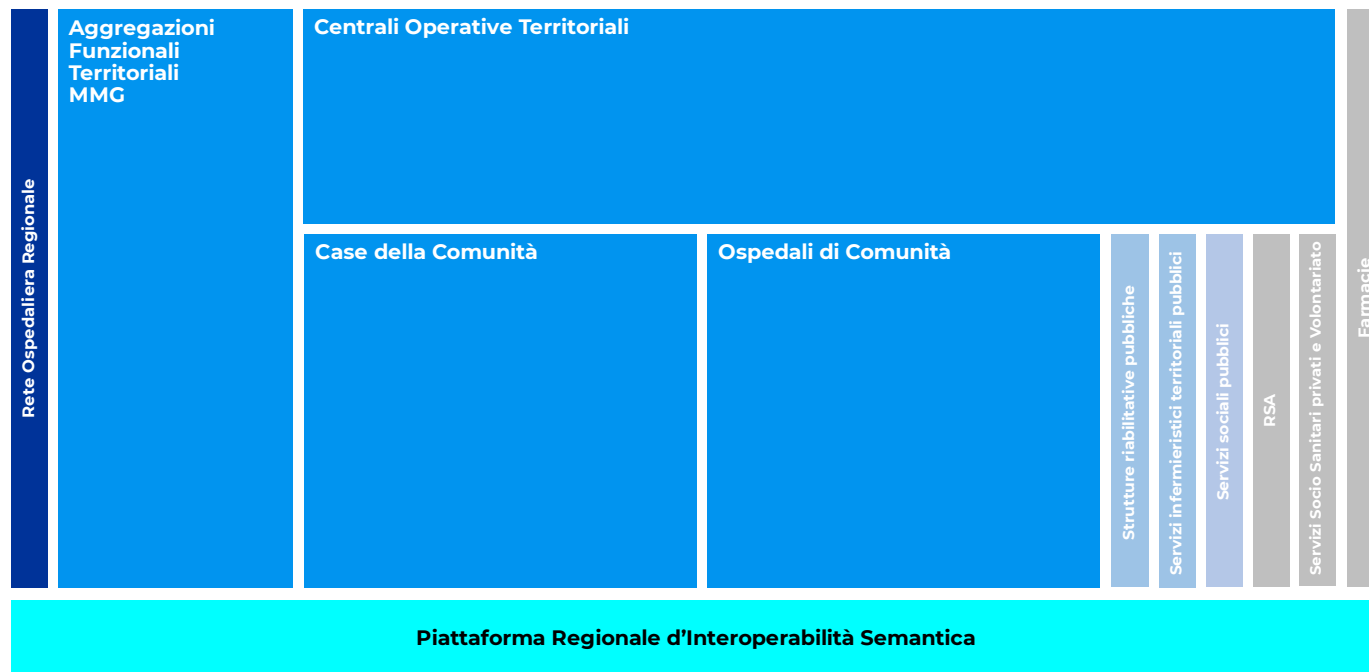 Rete Ospedaliera Regionale
Aggregazioni
Funzionali
Territoriali
MMG
Centrali Operative Territoriali
Case della Comunità
Ospedali di Comunità
Strutture riabilitative pubbliche
Servizi infermieristici territoriali pubblici
Servizi sociali pubblici
RSA
Servizi Socio Sanitari privati e Volontariato
Farmacie
Piattaforma Regionale d’Interoperabilità Semantica